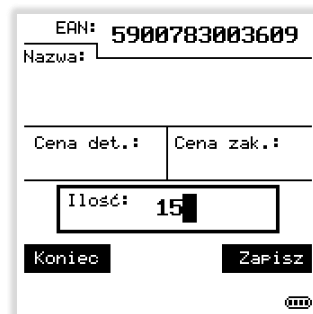 EAN: 5900783003609
Nazwa:
Cena det.: Cena zak.:
Ilość: 15
Koniec Zapisz